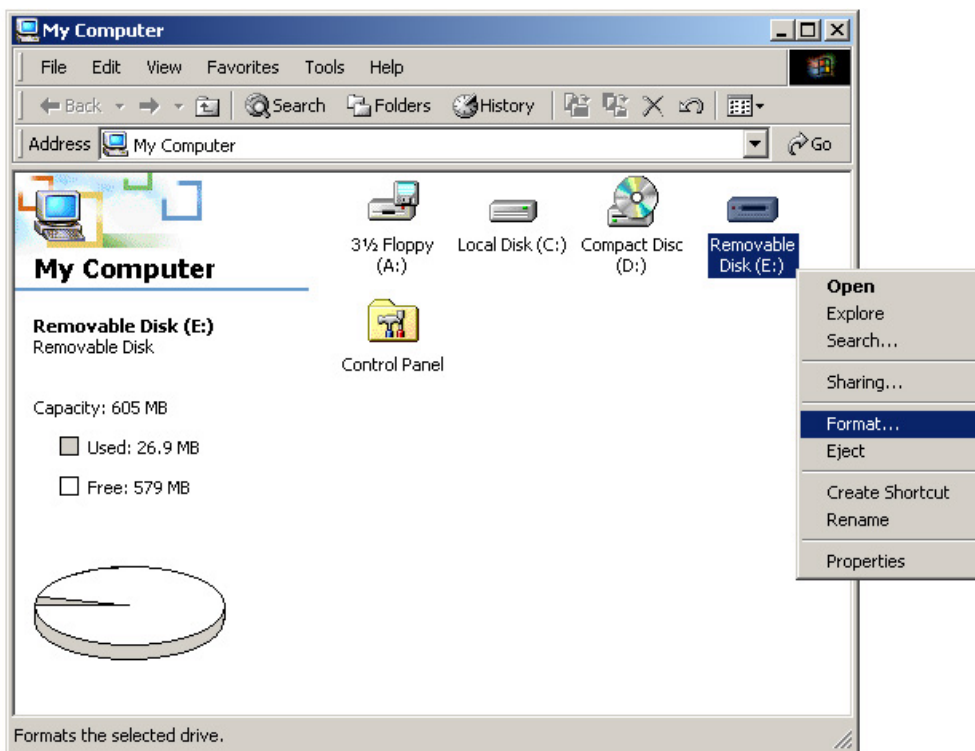 My Computer
File Edit View Favorites Tools Help
Back Search Folders History
Address My Computer Go
My Computer
Removable Disk (E:)
Removable Disk
Capacity: 605 MB
Used: 26.9 MB
Free: 579 MB
3½ Floppy
(A:)
Local Disk (C:)
Compact Disc
(D:)
Removable
Disk (E:)
Control Panel
Open
Explore
Search...
Sharing...
Format...
Eject
Create Shortcut
Rename
Properties
Formats the selected drive.